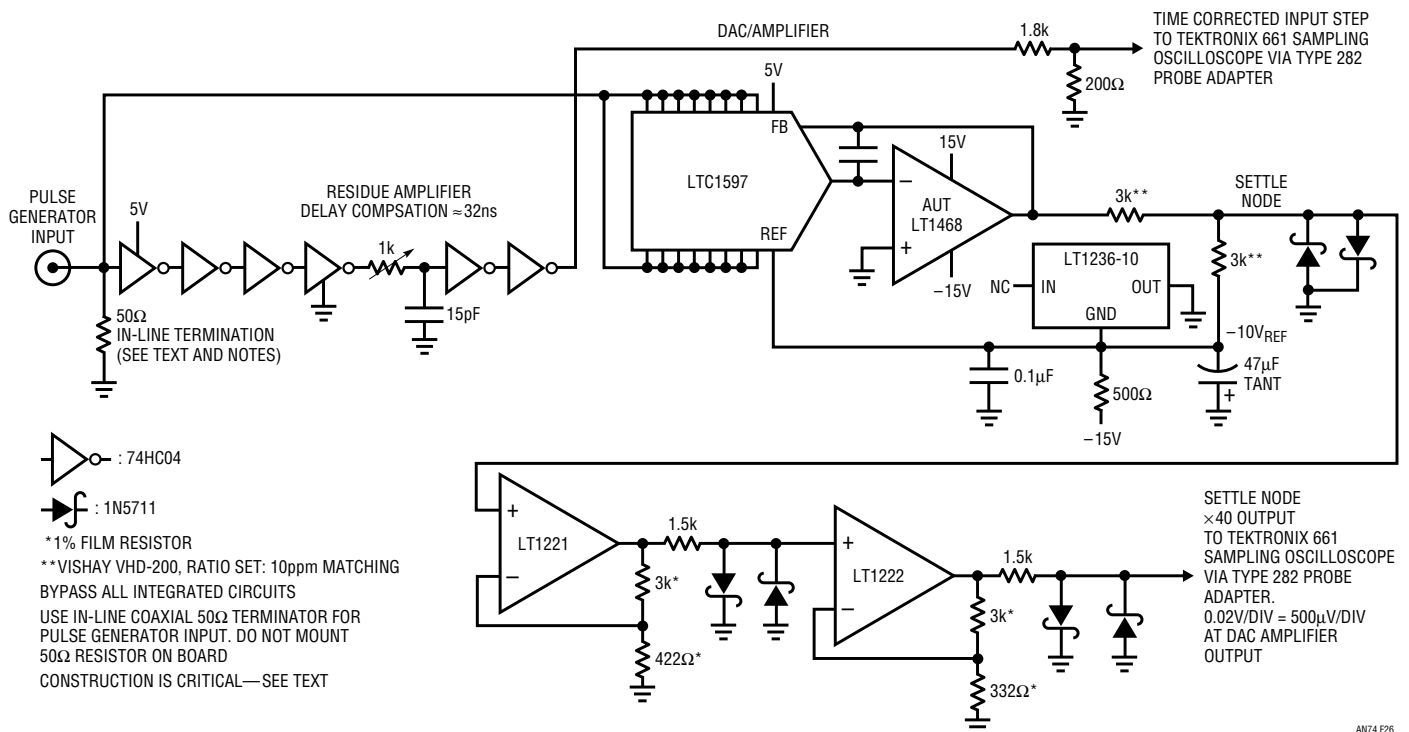 DAC/AMPLIFIER
1.8k
TIME CORRECTED INPUT STEP
TO TEKTRONIX 661 SAMPLING
OSCILLOSCOPE VIA TYPE 282
PROBE ADAPTER
200Ω
5V
FB
LTC1597
REF
15V
−
AUT
LT1468
+
−15V
3k**
SETTLE
NODE
3k**
LT1236-10
NC
IN
OUT
GND
−10VREF
47µF
TANT
+
0.1µF
500Ω
−15V
PULSE
GENERATOR
INPUT
5V
RESIDUE AMPLIFIER
DELAY COMPSATION ≈32ns
1k
15pF
50Ω
IN-LINE TERMINATION
(SEE TEXT AND NOTES)
: 74HC04
: 1N5711
*1% FILM RESISTOR
**VISHAY VHD-200, RATIO SET: 10ppm MATCHING
BYPASS ALL INTEGRATED CIRCUITS
USE IN-LINE COAXIAL 50Ω TERMINATOR FOR
PULSE GENERATOR INPUT. DO NOT MOUNT
50Ω RESISTOR ON BOARD
CONSTRUCTION IS CRITICAL—SEE TEXT
+
LT1221
−
1.5k
3k*
422Ω*
+
LT1222
−
1.5k
3k*
332Ω*
SETTLE NODE
×40 OUTPUT
TO TEKTRONIX 661
SAMPLING OSCILLOSCOPE
VIA TYPE 282 PROBE
ADAPTER.
0.02V/DIV = 500µV/DIV
AT DAC AMPLIFIER
OUTPUT
AN74 F26